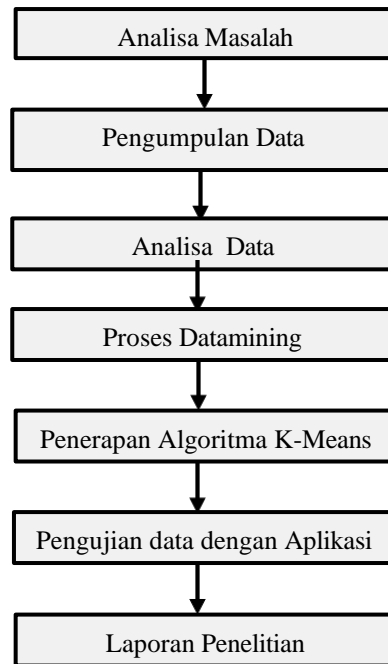 Analisa Masalah
Pengumpulan Data
Analisa Data
Proses Datamining
Penerapan Algoritma K-Means
Pengujian data dengan Aplikasi
Laporan Penelitian